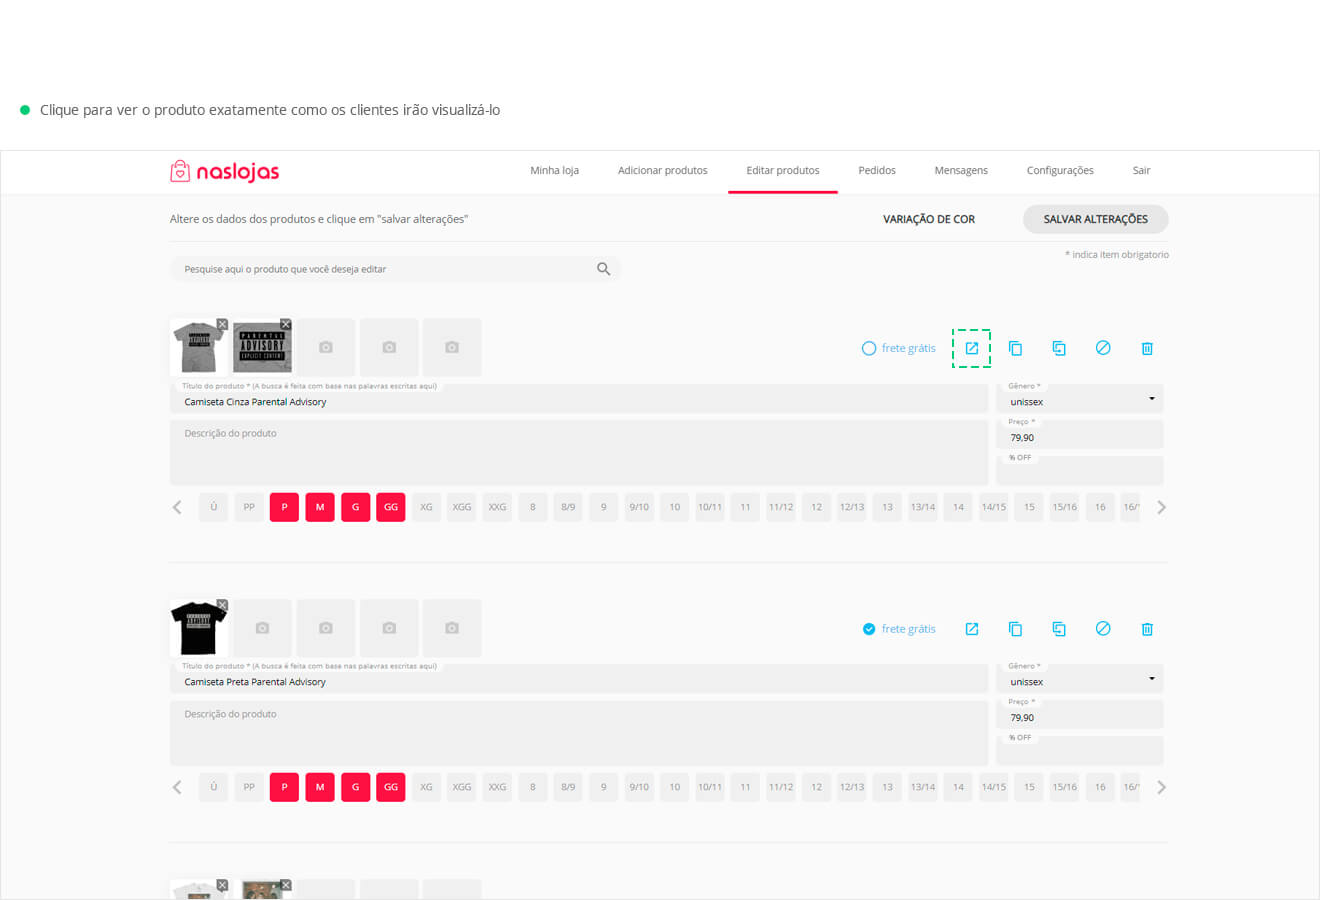 Clique para ver o produto exatamente como os clientes irão visualizá-lo
naslojas
Minha loja Adicionar produtos Editar produtos Pedidos Mensagens Configurações Sair
Altere os dados dos produtos e clique em "salvar alterações"
VARIAÇÃO DE COR
SALVAR ALTERAÇÕES
* indica item obrigatorio
Pesquise aqui o produto que você deseja editar
PARENTAL
ADVISORY
EXPLICIT CONTENT
frete grátis
Título do produto * (A busca é feita com base nas palavras escritas aqui)
Camiseta Cinza Parental Advisory
Gênero *
unissex
Descrição do produto
Preço *
79,90
% OFF
Ú PP P M G GG XG XGG XXG 8 8/9 9 9/10 10 10/11 11 11/12 12 12/13 13 13/14 14 14/15 15 15/16 16
frete grátis
Título do produto * (A busca é feita com base nas palavras escritas aqui)
Camiseta Preta Parental Advisory
Gênero *
unissex
Descrição do produto
Preço *
79,90
% OFF
Ú PP P M G GG XG XGG XXG 8 8/9 9 9/10 10 10/11 11 11/12 12 12/13 13 13/14 14 14/15 15 15/16 16